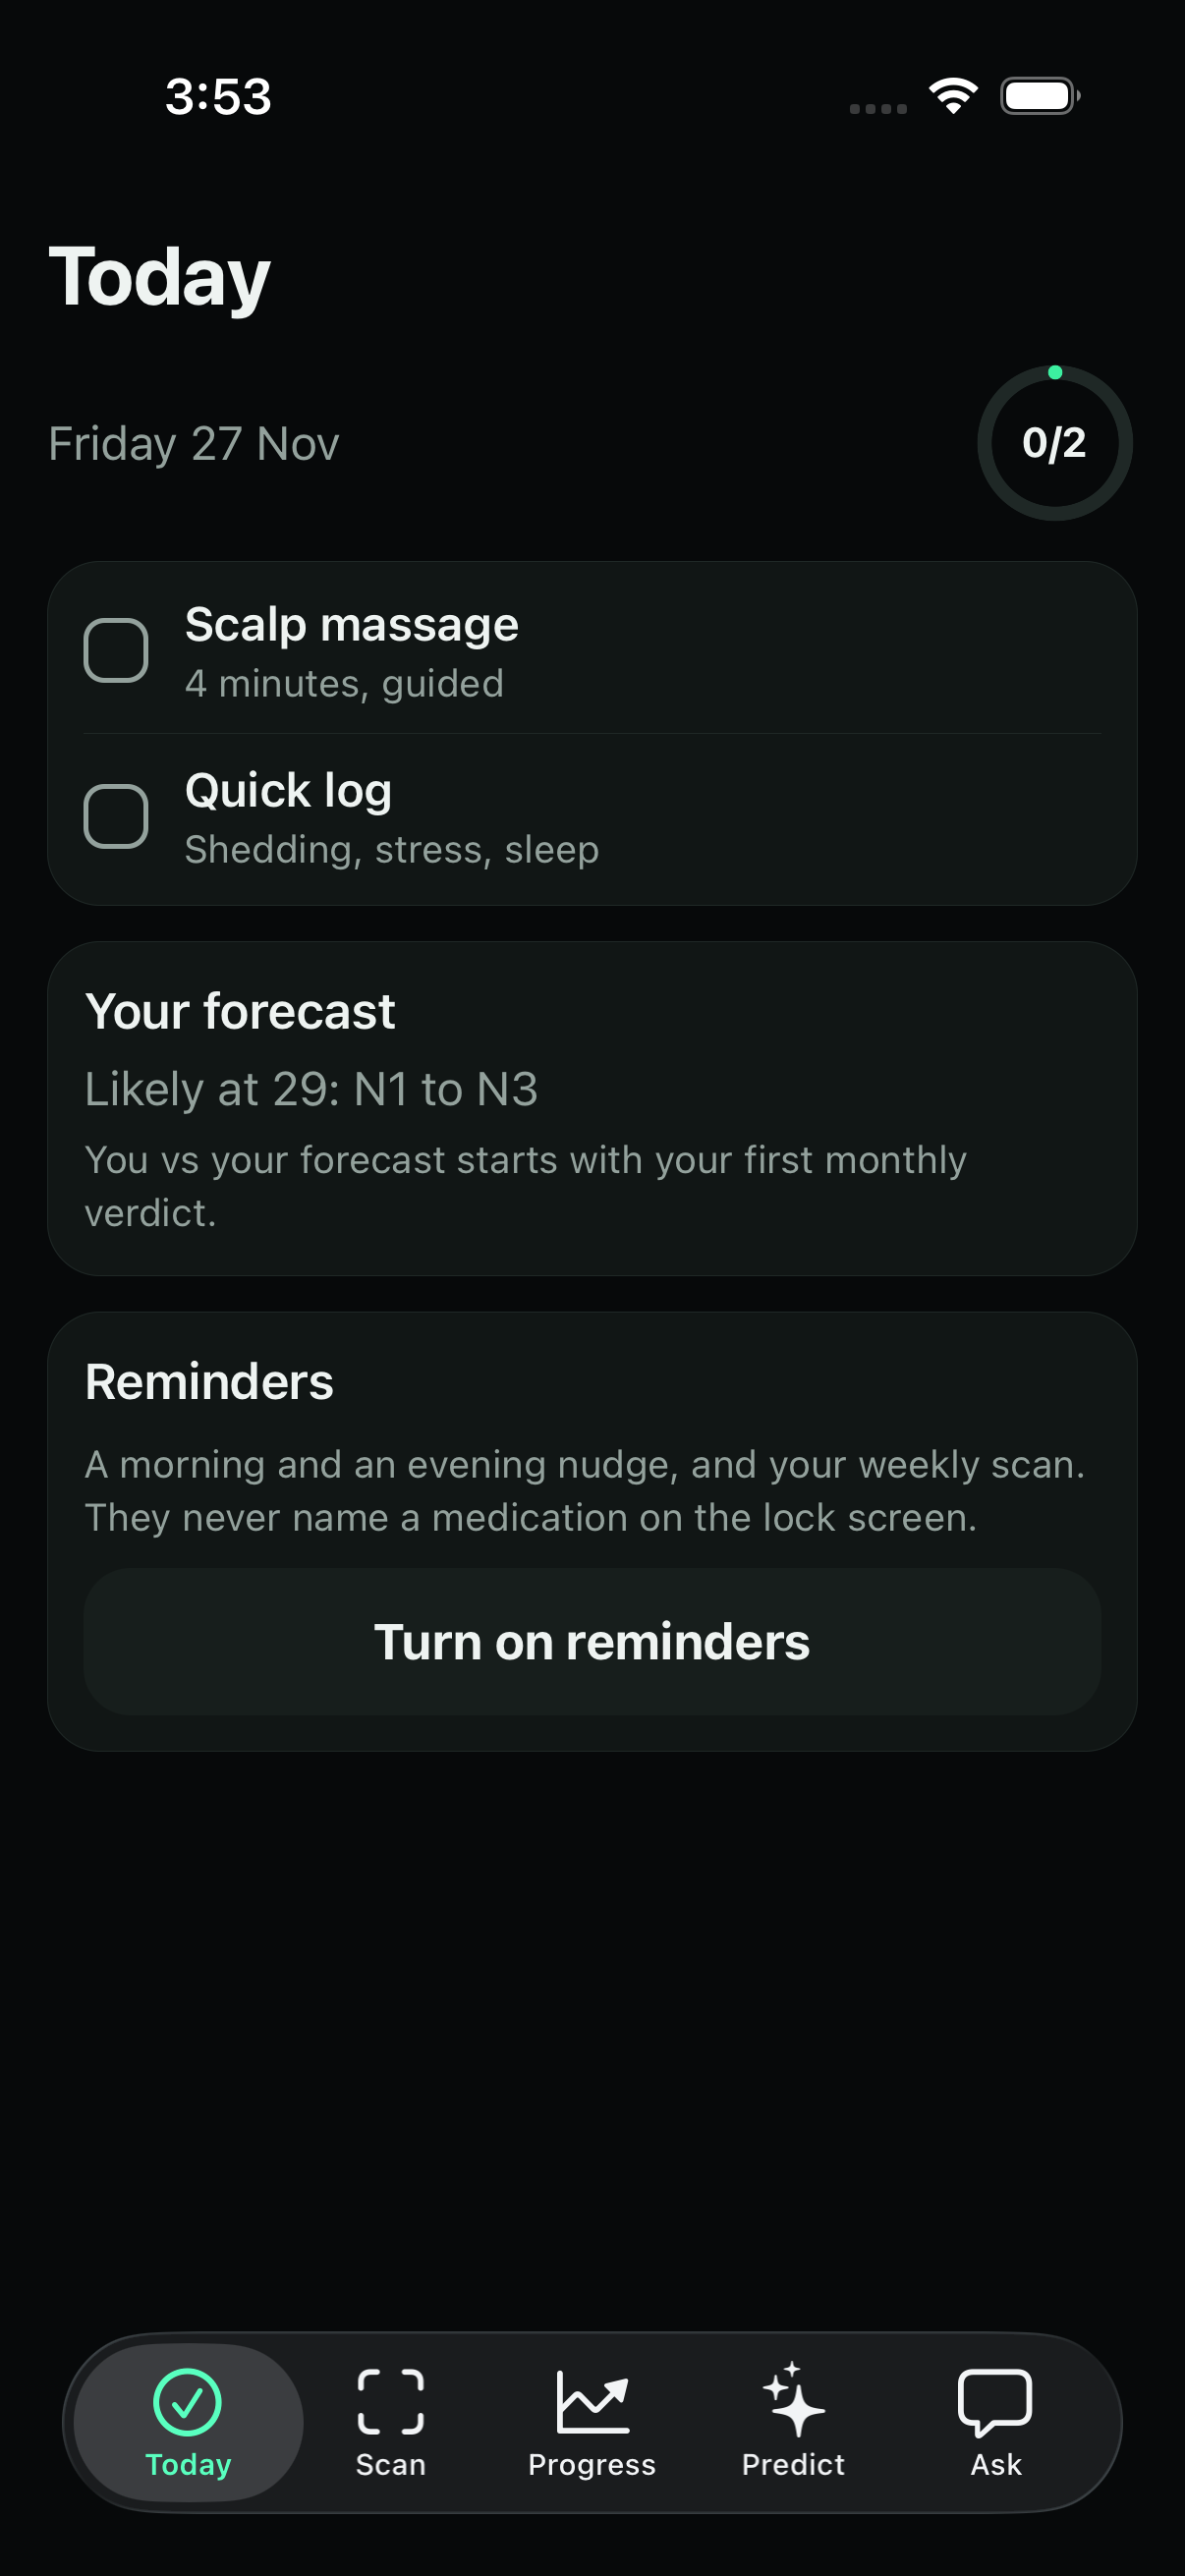 3:53
Today
Friday 27 Nov
0/2
Scalp massage
4 minutes, guided
Quick log
Shedding, stress, sleep
Your forecast
Likely at 29: N1 to N3
You vs your forecast starts with your first monthly
verdict.
Reminders
A morning and an evening nudge, and your weekly scan.
They never name a medication on the lock screen.
Turn on reminders
Today
Scan
Progress
Predict
Ask